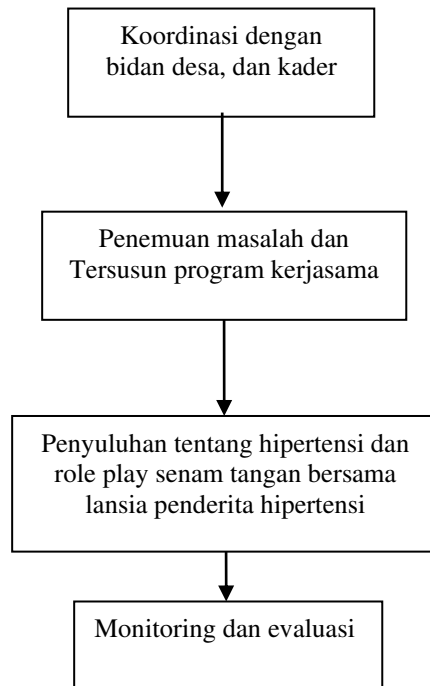 Koordinasi dengan
bidan desa, dan kader
Penemuan masalah dan
Tersusun program kerjasama
Penyuluhan tentang hipertensi dan
role play senam tangan bersama
lansia penderita hipertensi
Monitoring dan evaluasi